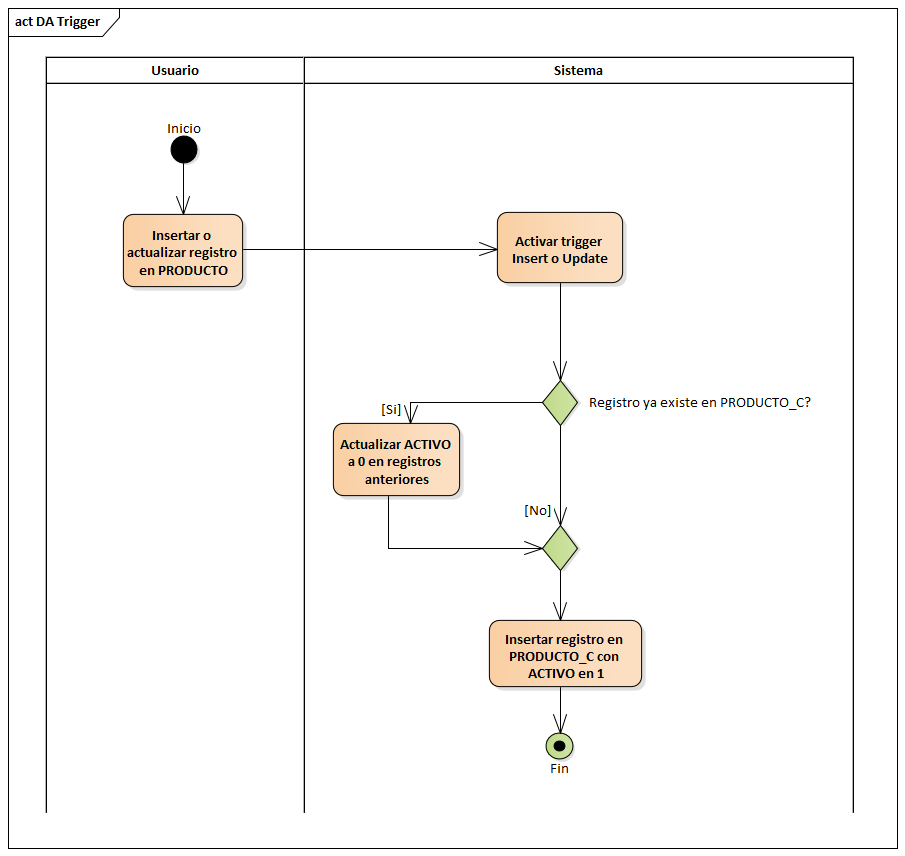 act DA Trigger
Usuario
Sistema
Inicio
Insertar o
actualizar registro
en PRODUCTO
Activar trigger
Insert o Update
Registro ya existe en PRODUCTO_C?
[Si]
Actualizar ACTIVO
a 0 en registros
anteriores
[No]
Insertar registro en
PRODUCTO_C con
ACTIVO en 1
Fin